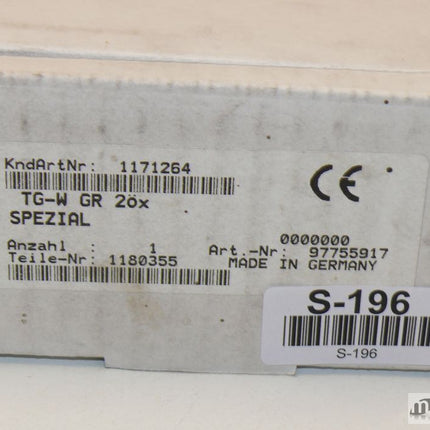 KndArtNr: 1171264
CE
TG-W GR 2öx
SPEZIAL
0000000
Anzahl : 1 Art.-Nr: 97755917
Teile-Nr: 1180355 MADE IN GERMANY
S-196
S-196